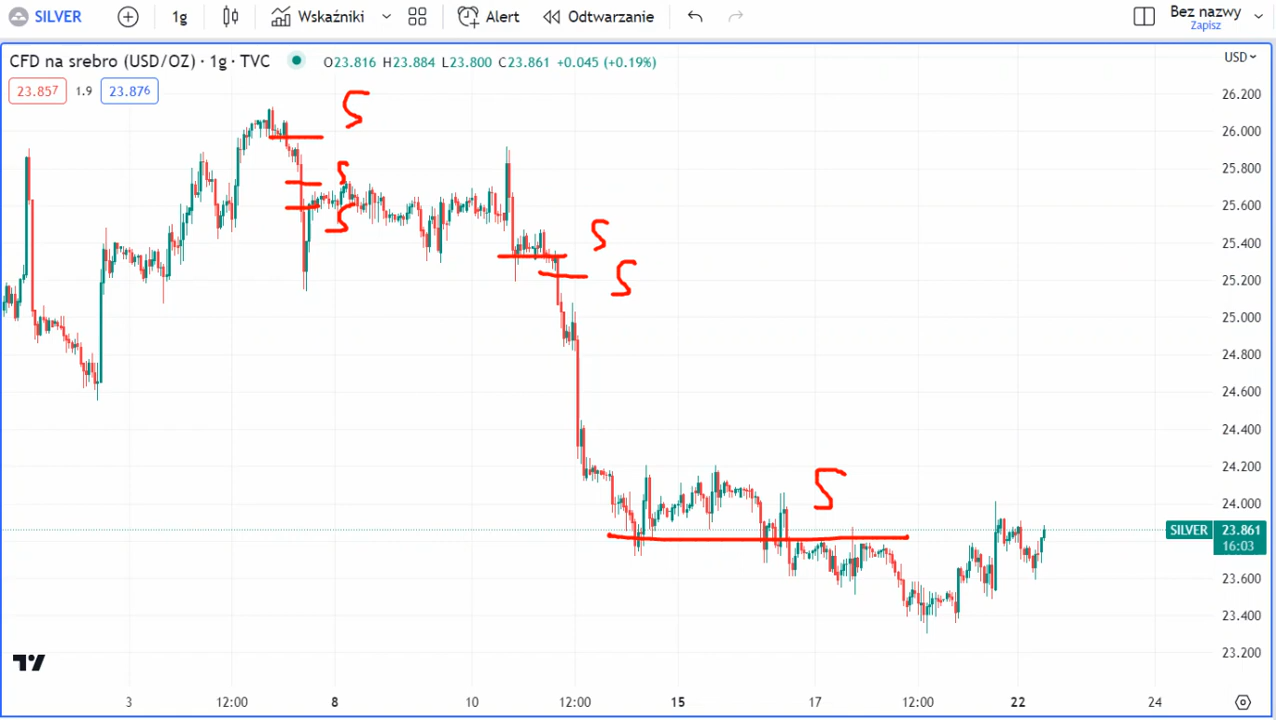 SILVER 1g Wskaźniki Alert Odtwarzanie Bez nazwy
Zapisz
CFD na srebro (USD/OZ) · 1g · TVC O23.816 H23.884 L23.800 C23.861 +0.045 (+0.19%) USD
23.857 1.9 23.876
26.200
S
26.000
25.800
S
25.600
S
25.400
S
25.200
S
25.000
24.800
24.600
24.400
24.200
S
24.000
SILVER 23.861
16:03
23.600
23.400
23.200
3 12:00 8 10 12:00 15 17 12:00 22 24